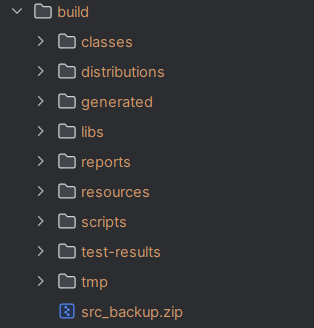 build
classes
distributions
generated
libs
reports
resources
scripts
test-results
tmp
src_backup.zip